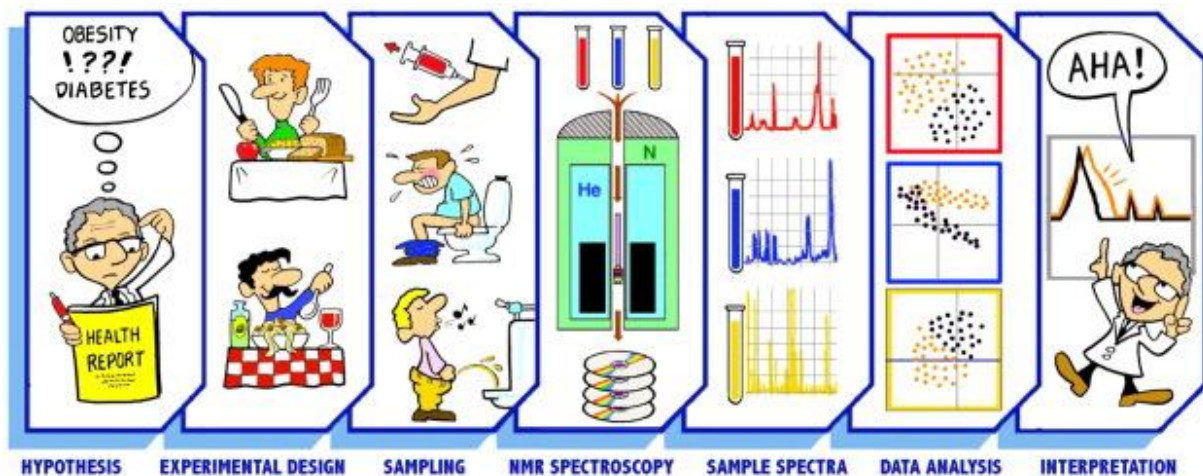 OBESITY
!??!
DIABETES
HEALTH
REPORT
N
He
AHA!
HYPOTHESIS
EXPERIMENTAL DESIGN
SAMPLING
NMR SPECTROSCOPY
SAMPLE SPECTRA
DATA ANALYSIS
INTERPRETATION